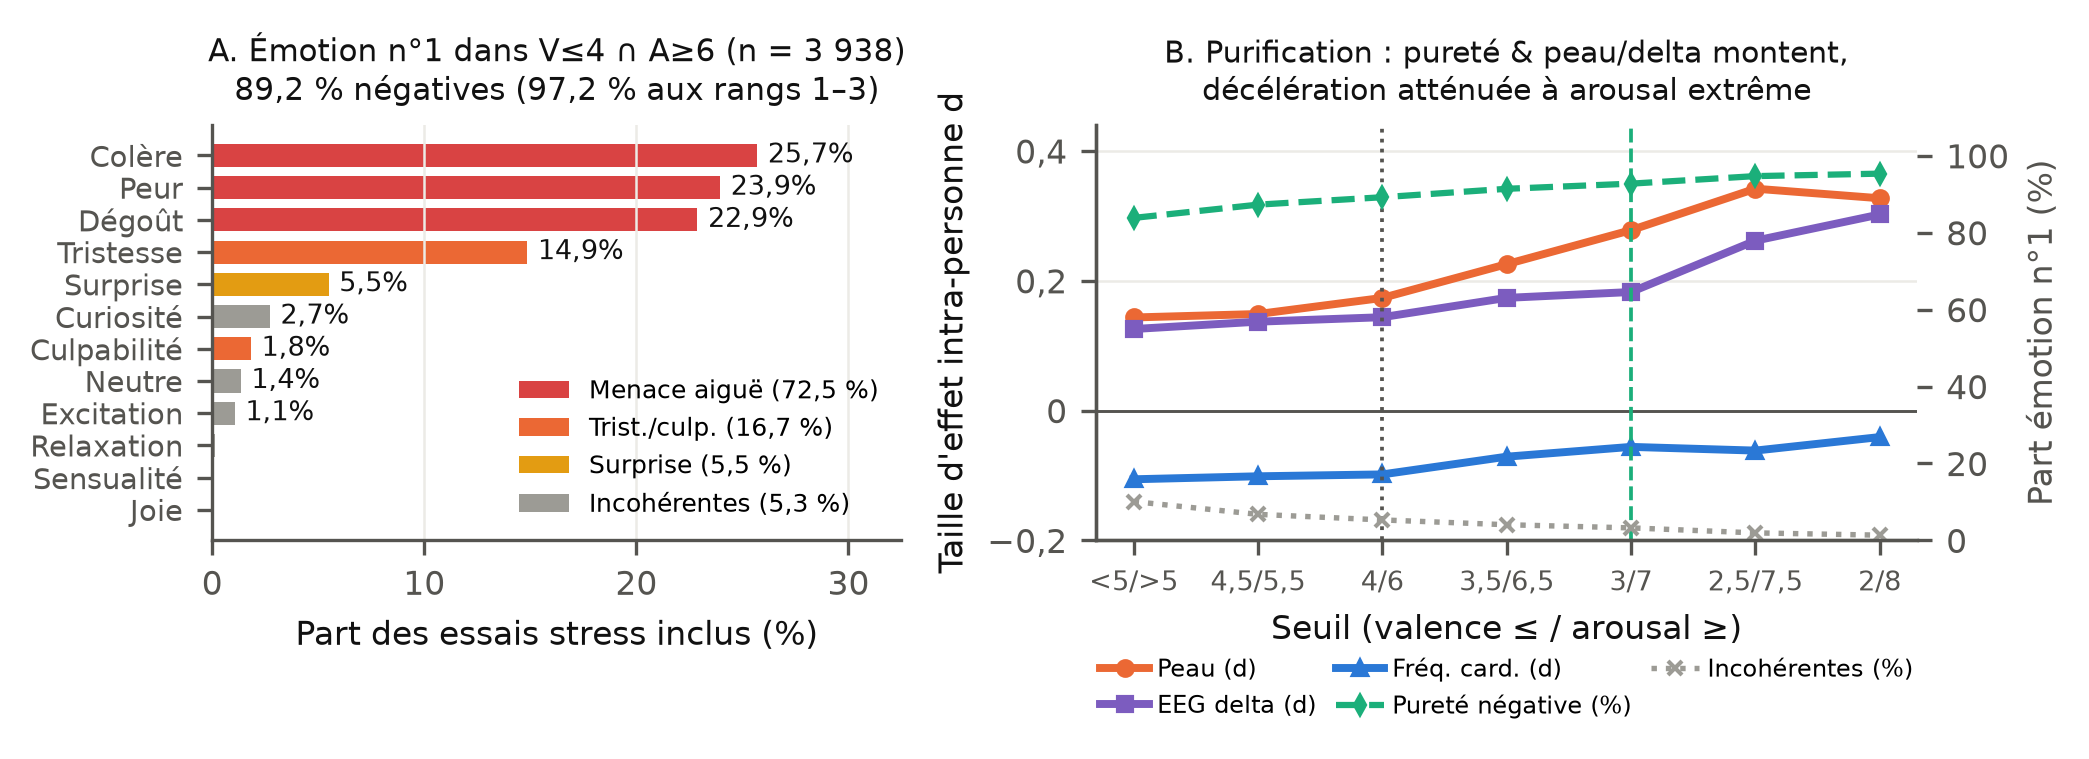 A. Émotion n°1 dans V≤4 ∩ A≥6 (n = 3 938)
89,2 % négatives (97,2 % aux rangs 1–3)
Colère
25,7%
Peur
23,9%
Dégoût
22,9%
Tristesse
14,9%
Surprise
5,5%
Curiosité
2,7%
Culpabilité
1,8%
Neutre
1,4%
Excitation
1,1%
Relaxation
Sensualité
Joie
Menace aiguë (72,5 %)
Trist./culp. (16,7 %)
Surprise (5,5 %)
Incohérentes (5,3 %)
0 10 20 30
Part des essais stress inclus (%)
B. Purification : pureté & peau/delta montent,
décélération atténuée à arousal extrême
Taille d'effet intra-personne d
0,4
0,2
0
−0,2
100
80
60
40
20
0
Part émotion n°1 (%)
<5/>5 4,5/5,5 4/6 3,5/6,5 3/7 2,5/7,5 2/8
Seuil (valence ≤ / arousal ≥)
Peau (d) Fréq. card. (d) Incohérentes (%)
EEG delta (d) Pureté négative (%)